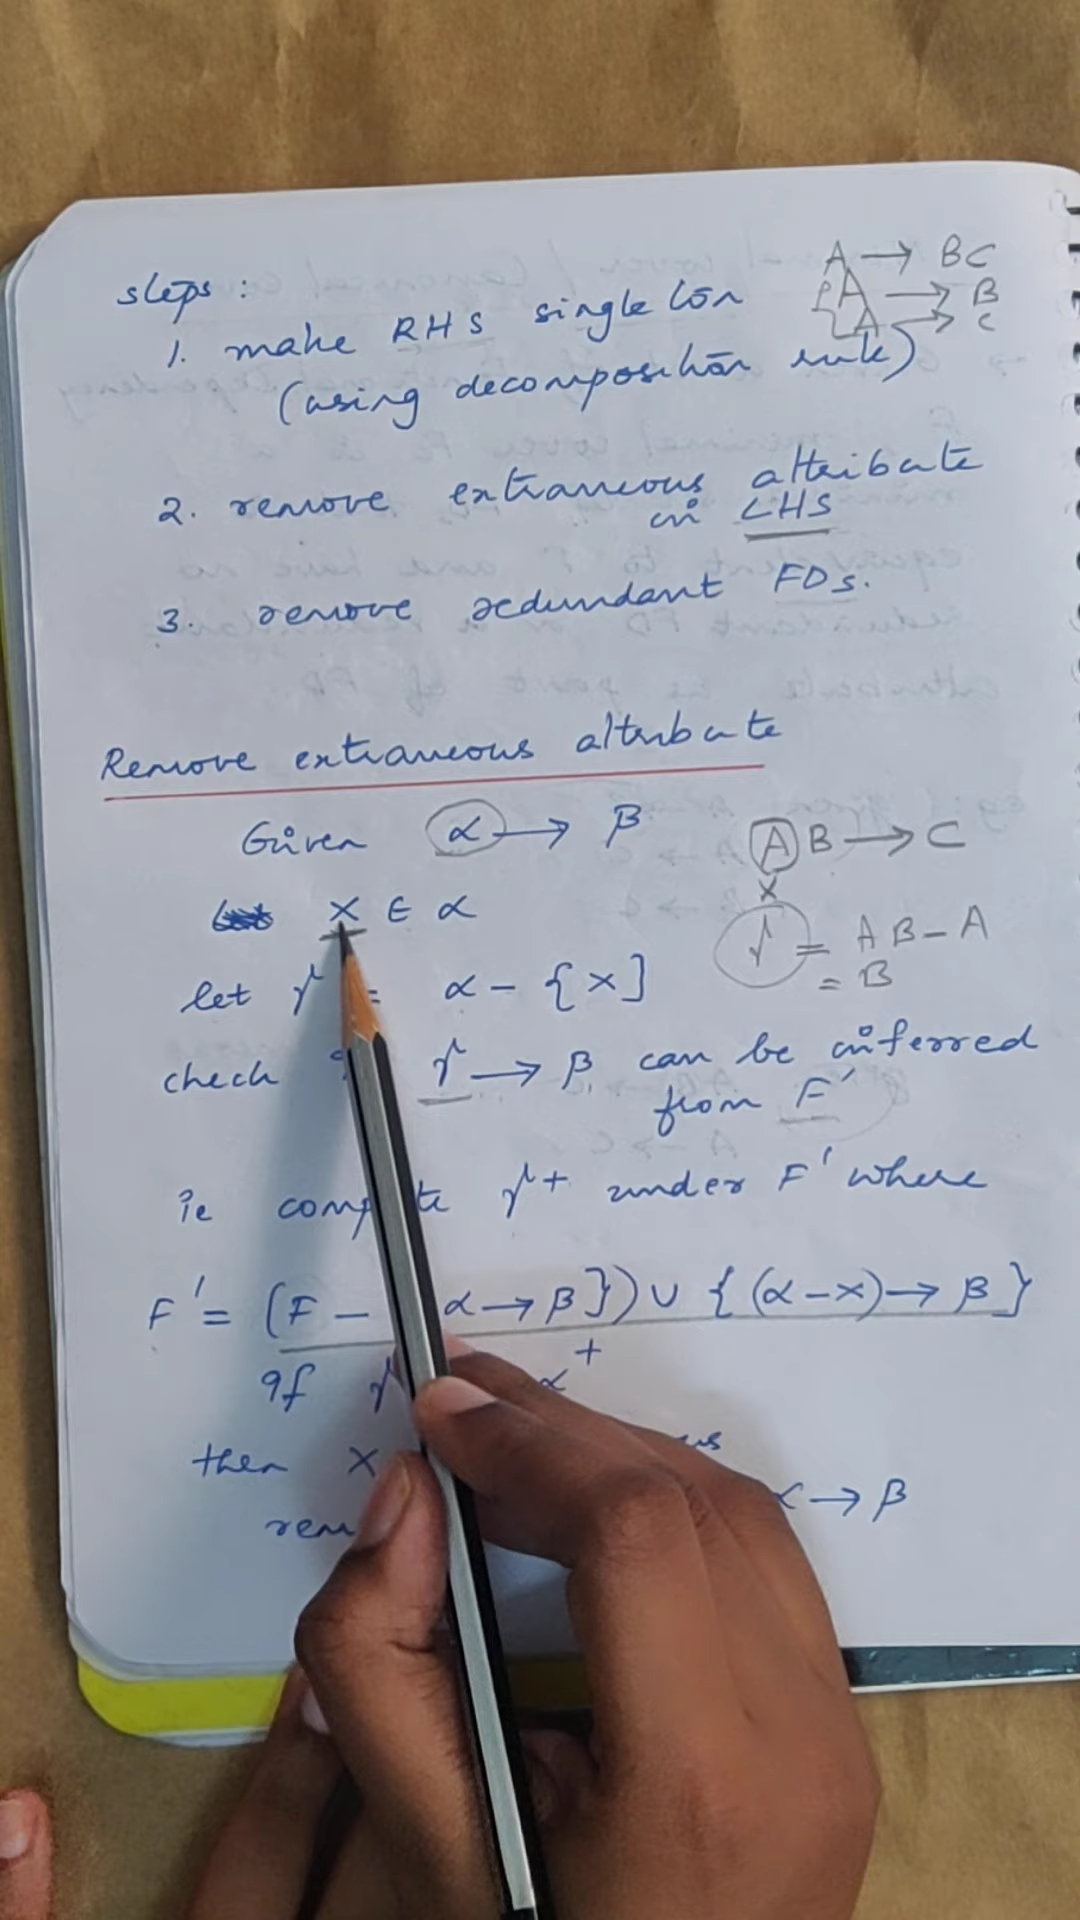 steps :
A → BC
1. make RHS singleton
A → B
A → C
(using decomposition rule)
2. remove extraneous attribute
in LHS
3. remove redundant FDs.
Remove extraneous attribute
Given α → β
AB → C
X ∈ α
X
γ = AB - A
= B
let γ = α - {x}
check γ → β can be inferred
from F'
ie γ+ under F' where
F' = (F - α → β}) ∪ {(α-x) → β}
If γ α+
then X
α → β